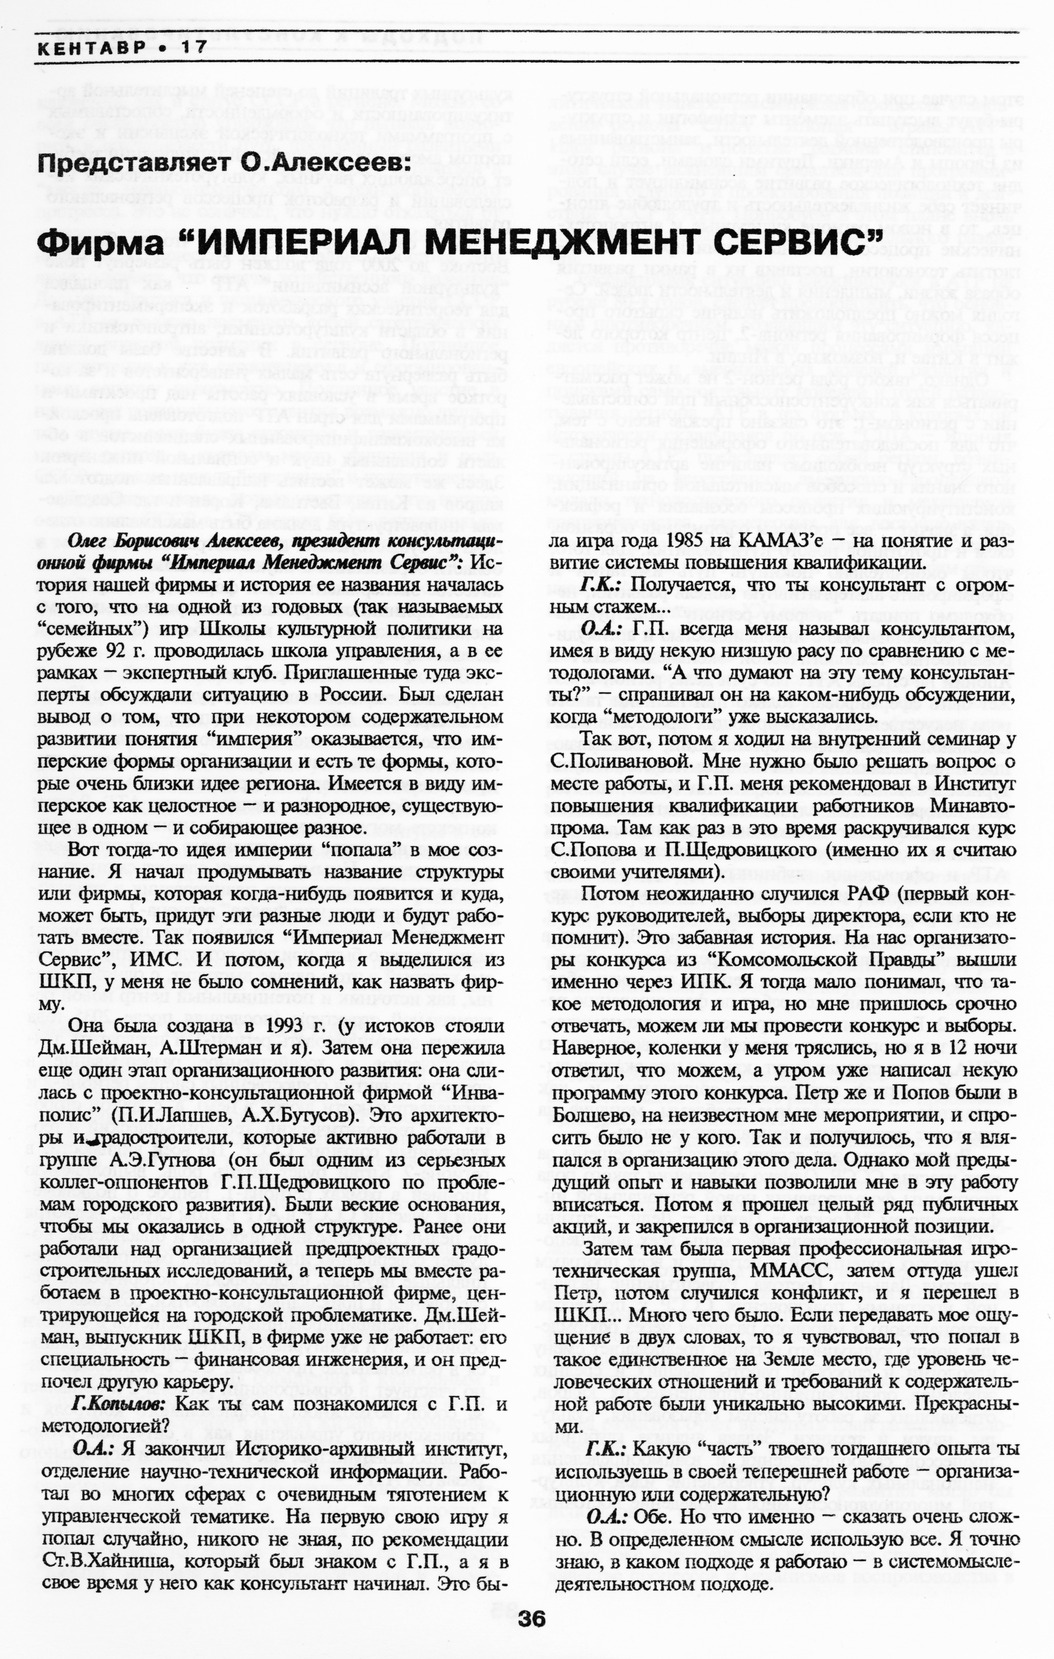 КЕНТАВР • 17
Представляет О.Алексеев:
Фирма “ИМПЕРИАЛ МЕНЕДЖМЕНТ СЕРВИС”
Олег Борисович Алексеев, президент консультаци-
онной фирмы “Империал Менеджмент Сервис”: Ис-
тория нашей фирмы и история ее названия началась
с того, что на одной из годовых (так называемых
“семейных”) игр Школы культурной политики на
рубеже 92 г. проводилась школа управления, а в ее
рамках — экспертный клуб. Приглашенные туда экс-
перты обсуждали ситуацию в России. Был сделан
вывод о том, что при некотором содержательном
развитии понятия “империя” оказывается, что им-
перские формы организации и есть те формы, кото-
рые очень близки идее региона. Имеется в виду им-
перское как целостное — и разнородное, существую-
щее в одном — и собирающее разное.
Вот тогда-то идея империи “попала” в мое соз-
нание. Я начал продумывать название структуры
или фирмы, которая когда-нибудь появится и куда,
может быть, придут эти разные люди и будут рабо-
тать вместе. Так появился “Империал Менеджмент
Сервис”, ИМС. И потом, когда я выделился из
ШКП, у меня не было сомнений, как назвать фир-
му.
Она была создана в 1993 г. (у истоков стояли
Дм.Шейман, А.Штерман и я). Затем она пережила
еще один этап организационного развития: она сли-
лась с проектно-консультационной фирмой “Инва-
полис” (П.И.Лапшев, А.Х.Бутусов). Это архитекто-
ры и градостроители, которые активно работали в
группе А.Э.Гутнова (он был одним из серьезных
коллег-оппонентов Г.П.Щедровицкого по пробле-
мам городского развития). Были веские основания,
чтобы мы оказались в одной структуре. Ранее они
работали над организацией предпроектных градо-
строительных исследований, а теперь мы вместе ра-
ботаем в проектно-консультационной фирме, цен-
трирующейся на городской проблематике. Дм.Шей-
ман, выпускник ШКП, в фирме уже не работает: его
специальность — финансовая инженерия, и он пред-
почел другую карьеру.
Г.Копылов: Как ты сам познакомился с Г.П. и
методологией?
О.А.: Я закончил Историко-архивный институт,
отделение научно-технической информации. Рабо-
тал во многих сферах с очевидным тяготением к
управленческой тематике. На первую свою игру я
попал случайно, никого не зная, по рекомендации
Ст.В.Хайниша, который был знаком с Г.П., а я в
свое время у него как консультант начинал. Это бы-
ла игра года 1985 на КАМАЗ’е — на понятие и раз-
витие системы повышения квалификации.
Г.К.: Получается, что ты консультант с огром-
ным стажем...
О.А.: Г.П. всегда меня называл консультантом,
имея в виду некую низшую расу по сравнению с ме-
тодологами. “А что думают на эту тему консультан-
ты?” — спрашивал он на каком-нибудь обсуждении,
когда “методологи” уже высказались.
Так вот, потом я ходил на внутренний семинар у
С.Поливановой. Мне нужно было решать вопрос о
месте работы, и Г.П. меня рекомендовал в Институт
повышения квалификации работников Минавто-
прома. Там как раз в это время раскручивался курс
С.Попова и П.Щедровицкого (именно их я считаю
своими учителями).
Потом неожиданно случился РАФ (первый кон-
курс руководителей, выборы директора, если кто не
помнит). Это забавная история. На нас организато-
ры конкурса из “Комсомольской Правды” вышли
именно через ИПК. Я тогда мало понимал, что та-
кое методология и игра, но мне пришлось срочно
отвечать, можем ли мы провести конкурс и выборы.
Наверное, коленки у меня тряслись, но я в 12 ночи
ответил, что можем, а утром уже написал некую
программу этого конкурса. Петр же и Попов были в
Болшево, на неизвестном мне мероприятии, и спро-
сить было не у кого. Так и получилось, что я вля-
пался в организацию этого дела. Однако мой преды-
дущий опыт и навыки позволили мне в эту работу
вписаться. Потом я прошел целый ряд публичных
акций, и закрепился в организационной позиции.
Затем там была первая профессиональная игро-
техническая группа, ММАСС, затем оттуда ушел
Петр, потом случился конфликт, и я перешел в
ШКП... Много чего было. Если передавать мое ощу-
щение в двух словах, то я чувствовал, что попал в
такое единственное на Земле место, где уровень че-
ловеческих отношений и требований к содержатель-
ной работе были уникально высокими. Прекрасны-
ми.
Г.К.: Какую “часть” твоего тогдашнего опыта ты
используешь в своей теперешней работе — организа-
ционную или содержательную?
О.А.: Обе. Но что именно — сказать очень слож-
но. В определенном смысле использую все. Я точно
знаю, в каком подходе я работаю — в системомысле-
деятельностном подходе.
36